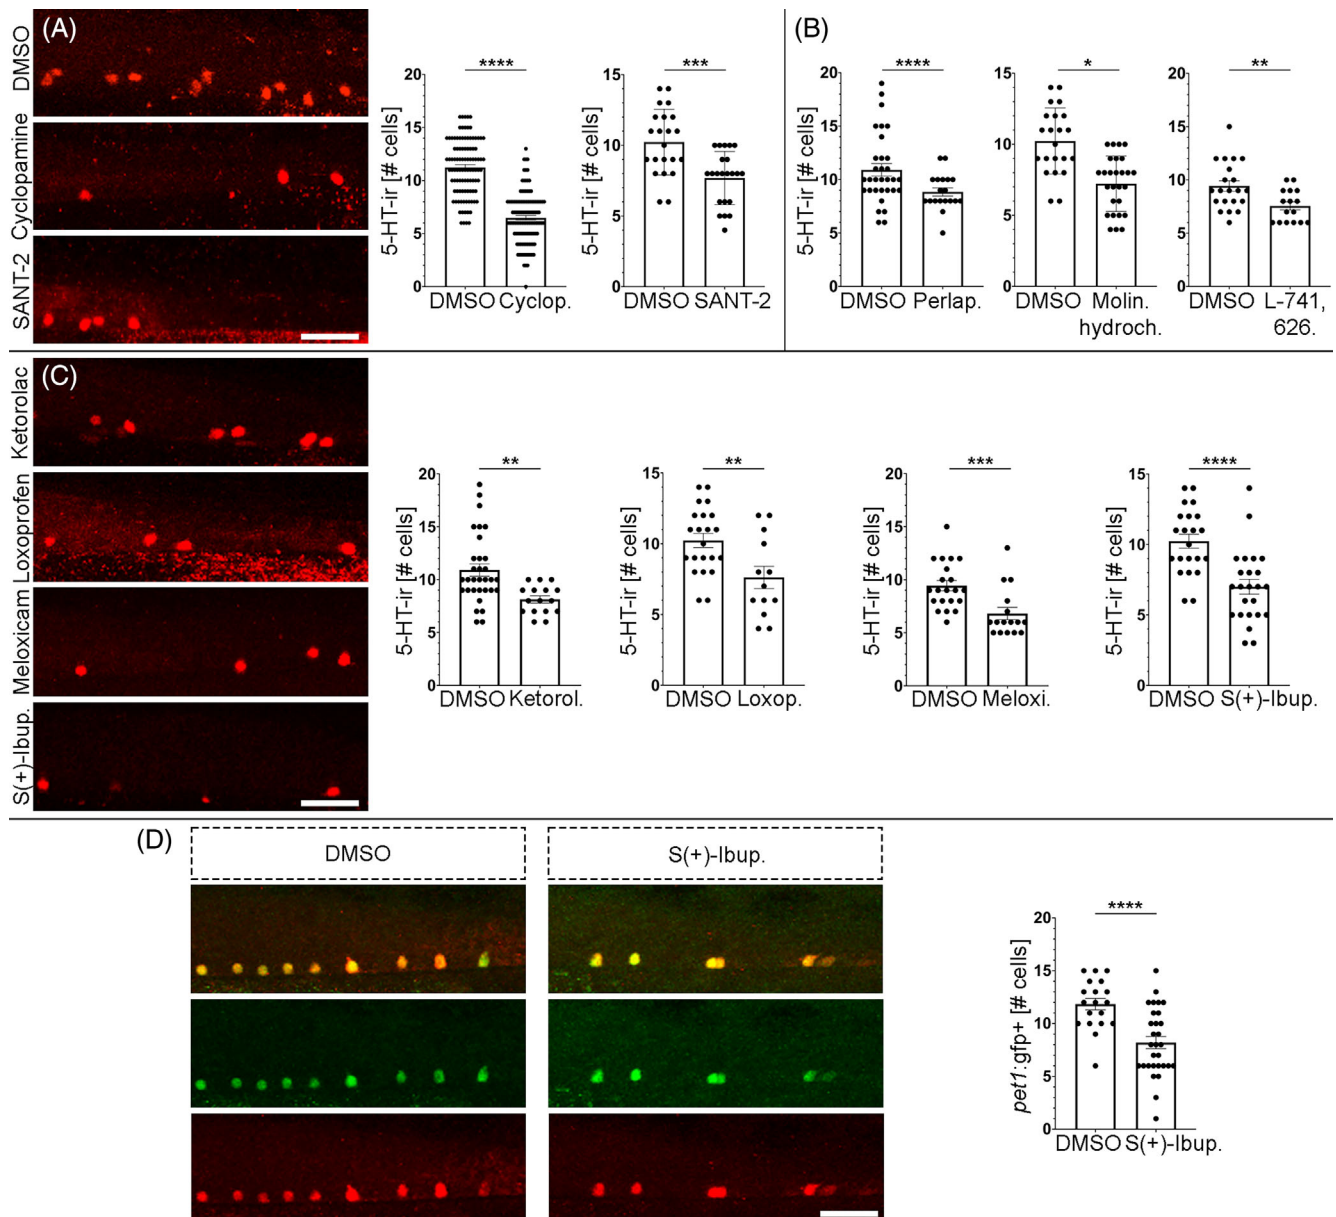 (A)
DMSO
Cyclopamine
SANT-2
5-HT-ir [# cells]
20
15
10
5
0
****
DMSO Cyclop.
5-HT-ir [# cells]
15
10
5
0
***
DMSO SANT-2
(B)
5-HT-ir [# cells]
20
15
10
5
0
****
DMSO Perlap.
15
10
5
0
*
DMSO Molin.
hydroch.
20
15
10
5
0
**
DMSO L-741,
626.
(C)
Ketorolac
Loxoprofen
Meloxicam
S(+)-Ibup.
5-HT-ir [# cells]
20
15
10
5
0
**
DMSO Ketorol.
5-HT-ir [# cells]
15
10
5
0
**
DMSO Loxop.
5-HT-ir [# cells]
20
15
10
5
0
***
DMSO Meloxi.
5-HT-ir [# cells]
15
10
5
0
****
DMSO S(+)-Ibup.
(D)
DMSO
S(+)-Ibup.
pet1:gfp+ [# cells]
20
15
10
5
0
****
DMSO S(+)-Ibup.